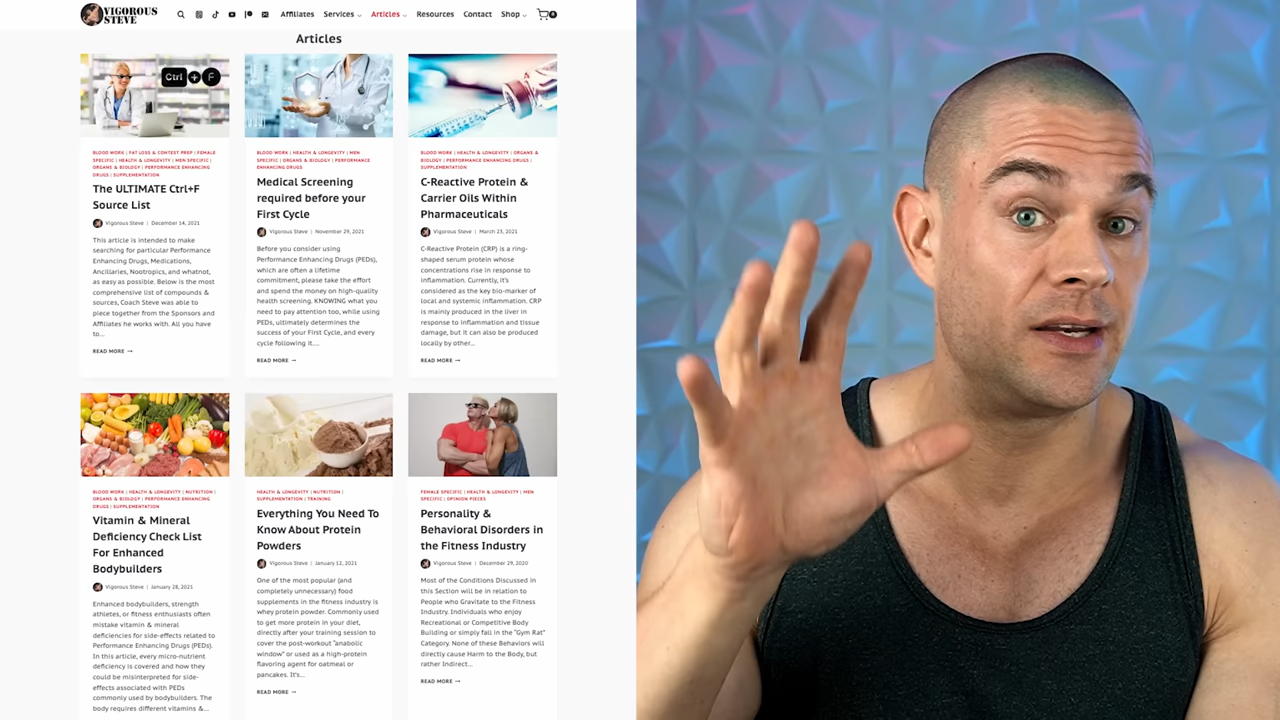 VIGOROUS
STEVE
Affiliates Services Articles Resources Contact Shop 0
Articles
Ctrl + F
BLOOD WORK | FAT LOSS & CONTEST PREP | FEMALE
SPECIFIC | HEALTH & LONGEVITY | MEN SPECIFIC |
ORGANS & BIOLOGY | PERFORMANCE ENHANCING
DRUGS | SUPPLEMENTATION
The ULTIMATE Ctrl+F
Source List
Vigorous Steve | December 14, 2021
This article is intended to make
searching for particular Performance
Enhancing Drugs, Medications,
Ancillaries, Nootropics, and whatnot,
as easy as possible. Below is the most
comprehensive list of compounds &
sources, Coach Steve was able to
piece together from the Sponsors and
Affiliates he works with. All you have
to...
READ MORE →
BLOOD WORK | HEALTH & LONGEVITY | MEN
SPECIFIC | ORGANS & BIOLOGY | PERFORMANCE
ENHANCING DRUGS
Medical Screening
required before your
First Cycle
Vigorous Steve | November 29, 2021
Before you consider using
Performance Enhancing Drugs (PEDs),
which are often a lifetime
commitment, please take the effort
and spend the money on high-quality
health screening. KNOWING what you
need to pay attention too, while using
PEDs, ultimately determines the
success of your First Cycle, and every
cycle following it....
READ MORE →
BLOOD WORK | HEALTH & LONGEVITY | ORGANS &
BIOLOGY | PERFORMANCE ENHANCING DRUGS |
SUPPLEMENTATION
C-Reactive Protein &
Carrier Oils Within
Pharmaceuticals
Vigorous Steve | March 23, 2021
C-Reactive Protein (CRP) is a ring-
shaped serum protein whose
concentrations rise in response to
inflammation. Currently, it's
considered as the key bio-marker of
local and systemic inflammation. CRP
is mainly produced in the liver in
response to inflammation and tissue
damage, but it can also be produced
locally by other...
READ MORE →
BLOOD WORK | HEALTH & LONGEVITY | NUTRITION |
ORGANS & BIOLOGY | PERFORMANCE ENHANCING
DRUGS | SUPPLEMENTATION
Vitamin & Mineral
Deficiency Check List
For Enhanced
Bodybuilders
Vigorous Steve | January 28, 2021
Enhanced bodybuilders, strength
athletes, or fitness enthusiasts often
mistake vitamin & mineral
deficiencies for side-effects related to
Performance Enhancing Drugs (PEDs).
In this article, every micro-nutrient
deficiency is covered and how they
could be misinterpreted for side-
effects associated with PEDs
commonly used by bodybuilders. The
body requires different vitamins &...
HEALTH & LONGEVITY | NUTRITION |
SUPPLEMENTATION | TRAINING
Everything You Need To
Know About Protein
Powders
Vigorous Steve | January 12, 2021
One of the most popular (and
completely unnecessary) food
supplements in the fitness industry is
whey protein powder. Commonly used
to get more protein in your diet,
directly after your training session to
cover the post-workout "anabolic
window" or used as a high-protein
flavoring agent for oatmeal or
pancakes. It's...
READ MORE →
FEMALE SPECIFIC | HEALTH & LONGEVITY | MEN
SPECIFIC | OPINION PIECES
Personality &
Behavioral Disorders in
the Fitness Industry
Vigorous Steve | December 29, 2020
Most of the Conditions Discussed in
this Section will be in relation to
People who Gravitate to the Fitness
Industry. Individuals who enjoy
Recreational or Competitive Body
Building or simply fall in the "Gym Rat"
Category. None of these Behaviors will
directly cause Harm to the Body, but
rather Indirect...
READ MORE →